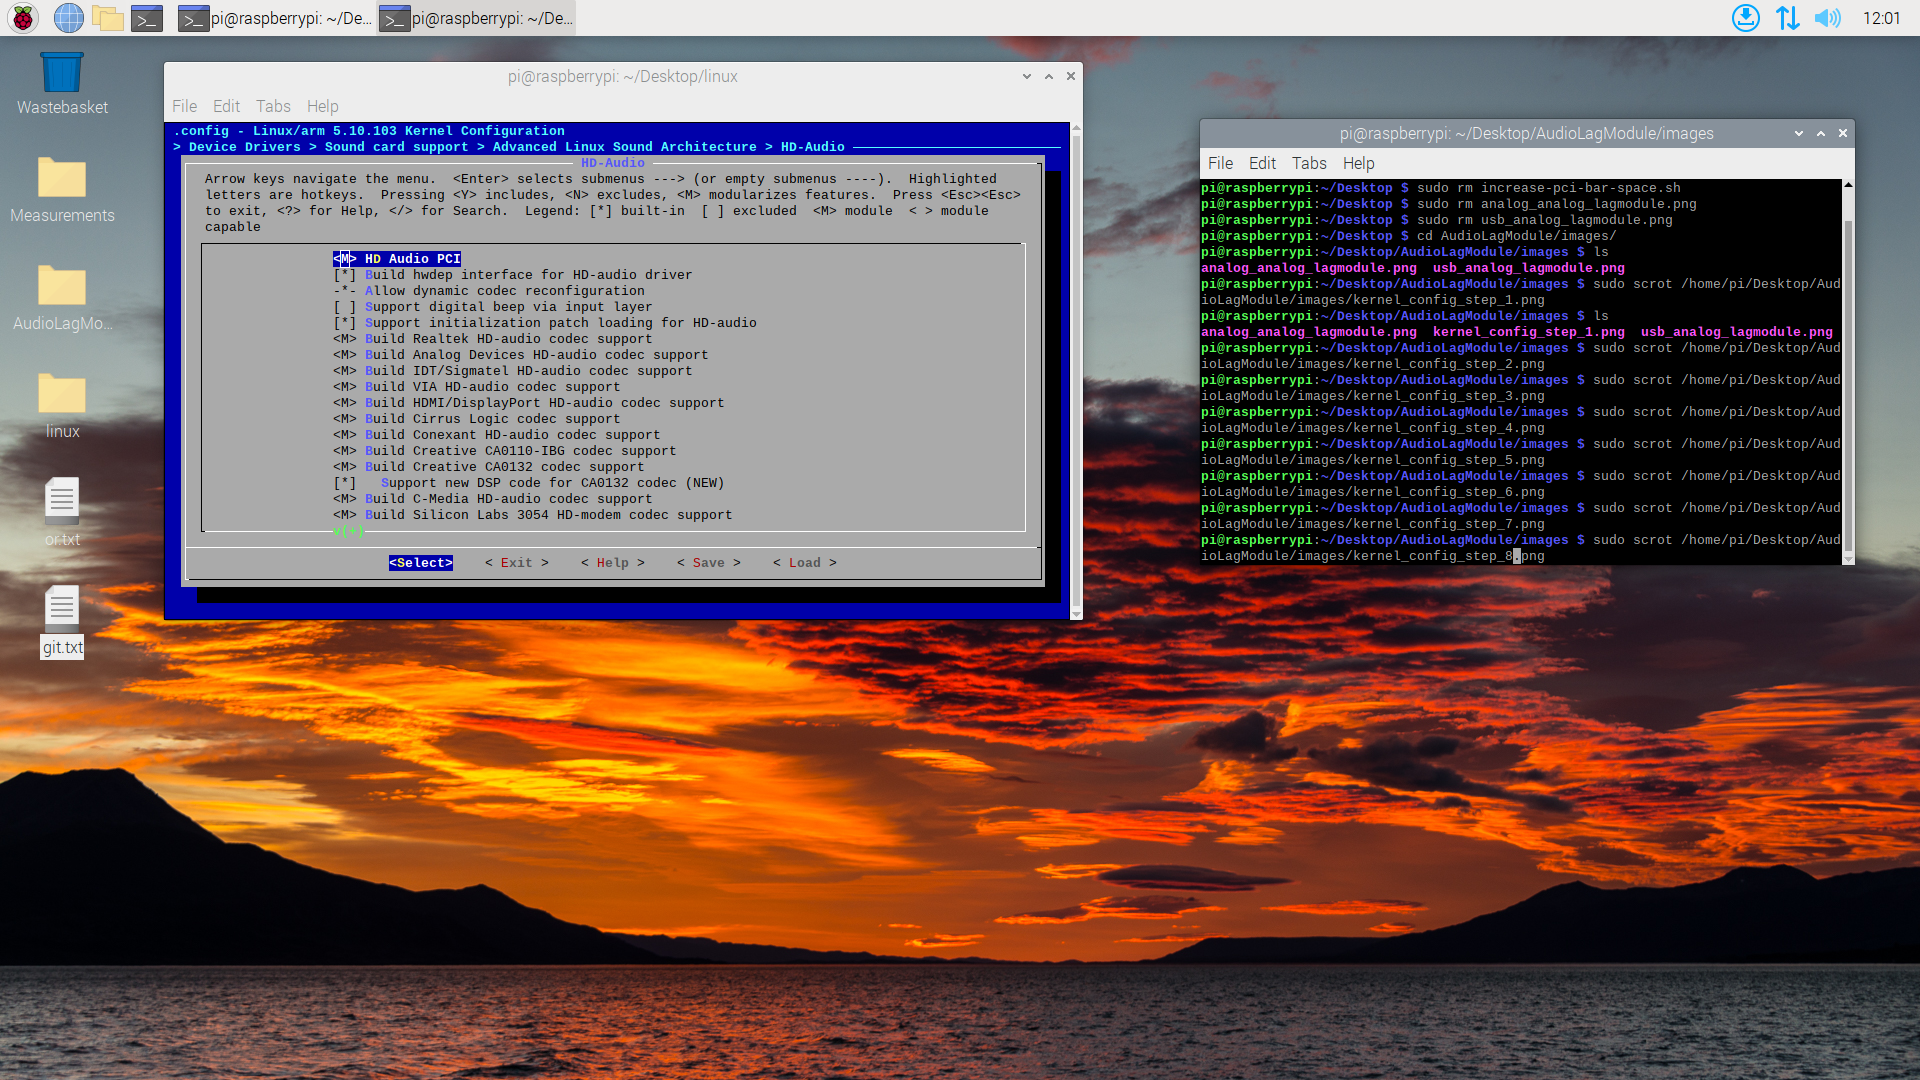 pi@raspberrypi: ~/De...
pi@raspberrypi: ~/De...
12:01
Wastebasket
Measurements
AudioLagMo...
linux
or.txt
git.txt
pi@raspberrypi: ~/Desktop/linux
File Edit Tabs Help
.config - Linux/arm 5.10.103 Kernel Configuration
> Device Drivers > Sound card support > Advanced Linux Sound Architecture > HD-Audio
HD-Audio
Arrow keys navigate the menu.  <Enter> selects submenus ---> (or empty submenus ----).  Highlighted
letters are hotkeys.  Pressing <Y> includes, <N> excludes, <M> modularizes features.  Press <Esc><Esc>
to exit, <?> for Help, </> for Search.  Legend: [*] built-in  [ ] excluded  <M> module  < > module
capable
<M> HD Audio PCI
[*] Build hwdep interface for HD-audio driver
-*- Allow dynamic codec reconfiguration
[ ] Support digital beep via input layer
[*] Support initialization patch loading for HD-audio
<M> Build Realtek HD-audio codec support
<M> Build Analog Devices HD-audio codec support
<M> Build IDT/Sigmatel HD-audio codec support
<M> Build VIA HD-audio codec support
<M> Build HDMI/DisplayPort HD-audio codec support
<M> Build Cirrus Logic codec support
<M> Build Conexant HD-audio codec support
<M> Build Creative CA0110-IBG codec support
<M> Build Creative CA0132 codec support
[*]   Support new DSP code for CA0132 codec (NEW)
<M> Build C-Media HD-audio codec support
<M> Build Silicon Labs 3054 HD-modem codec support
v(+)
<Select>    < Exit >    < Help >    < Save >    < Load >
pi@raspberrypi: ~/Desktop/AudioLagModule/images
File Edit Tabs Help
pi@raspberrypi:~/Desktop $ sudo rm increase-pci-bar-space.sh
pi@raspberrypi:~/Desktop $ sudo rm analog_analog_lagmodule.png
pi@raspberrypi:~/Desktop $ sudo rm usb_analog_lagmodule.png
pi@raspberrypi:~/Desktop $ cd AudioLagModule/images/
pi@raspberrypi:~/Desktop/AudioLagModule/images $ ls
analog_analog_lagmodule.png  usb_analog_lagmodule.png
pi@raspberrypi:~/Desktop/AudioLagModule/images $ sudo scrot /home/pi/Desktop/Aud
ioLagModule/images/kernel_config_step_1.png
pi@raspberrypi:~/Desktop/AudioLagModule/images $ ls
analog_analog_lagmodule.png  kernel_config_step_1.png  usb_analog_lagmodule.png
pi@raspberrypi:~/Desktop/AudioLagModule/images $ sudo scrot /home/pi/Desktop/Aud
ioLagModule/images/kernel_config_step_2.png
pi@raspberrypi:~/Desktop/AudioLagModule/images $ sudo scrot /home/pi/Desktop/Aud
ioLagModule/images/kernel_config_step_3.png
pi@raspberrypi:~/Desktop/AudioLagModule/images $ sudo scrot /home/pi/Desktop/Aud
ioLagModule/images/kernel_config_step_4.png
pi@raspberrypi:~/Desktop/AudioLagModule/images $ sudo scrot /home/pi/Desktop/Aud
ioLagModule/images/kernel_config_step_5.png
pi@raspberrypi:~/Desktop/AudioLagModule/images $ sudo scrot /home/pi/Desktop/Aud
ioLagModule/images/kernel_config_step_6.png
pi@raspberrypi:~/Desktop/AudioLagModule/images $ sudo scrot /home/pi/Desktop/Aud
ioLagModule/images/kernel_config_step_7.png
pi@raspberrypi:~/Desktop/AudioLagModule/images $ sudo scrot /home/pi/Desktop/Aud
ioLagModule/images/kernel_config_step_8.png